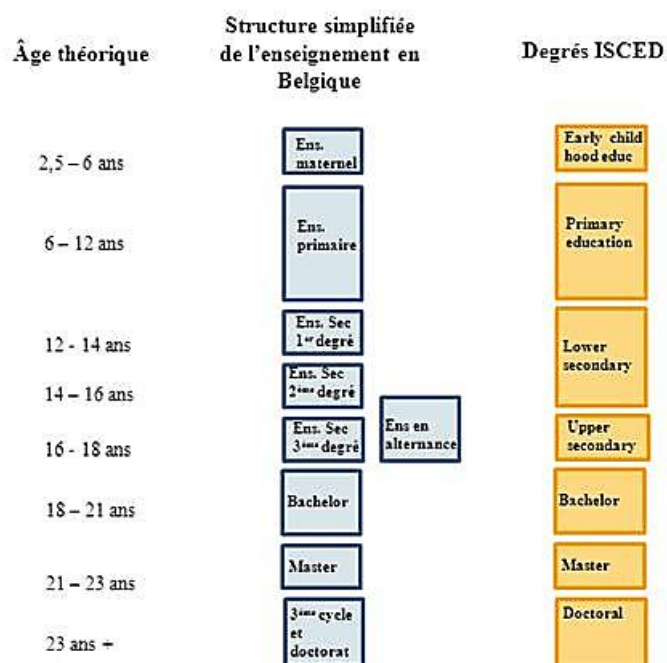 Âge théorique
Structure simplifiée
de l'enseignement en
Belgique
Degrés ISCED
2,5 – 6 ans
Ens.
maternel
Early child
hood educ
6 – 12 ans
Ens.
primaire
Primary
education
12 - 14 ans
Ens. Sec
1er degré
Lower
secondary
14 – 16 ans
Ens. Sec
2ème degré
16 - 18 ans
Ens. Sec
3ème degré
Ens en
alternance
Upper
secondary
18 – 21 ans
Bachelor
Bachelor
21 – 23 ans
Master
Master
23 ans +
3ème cycle
et
doctorat
Doctoral